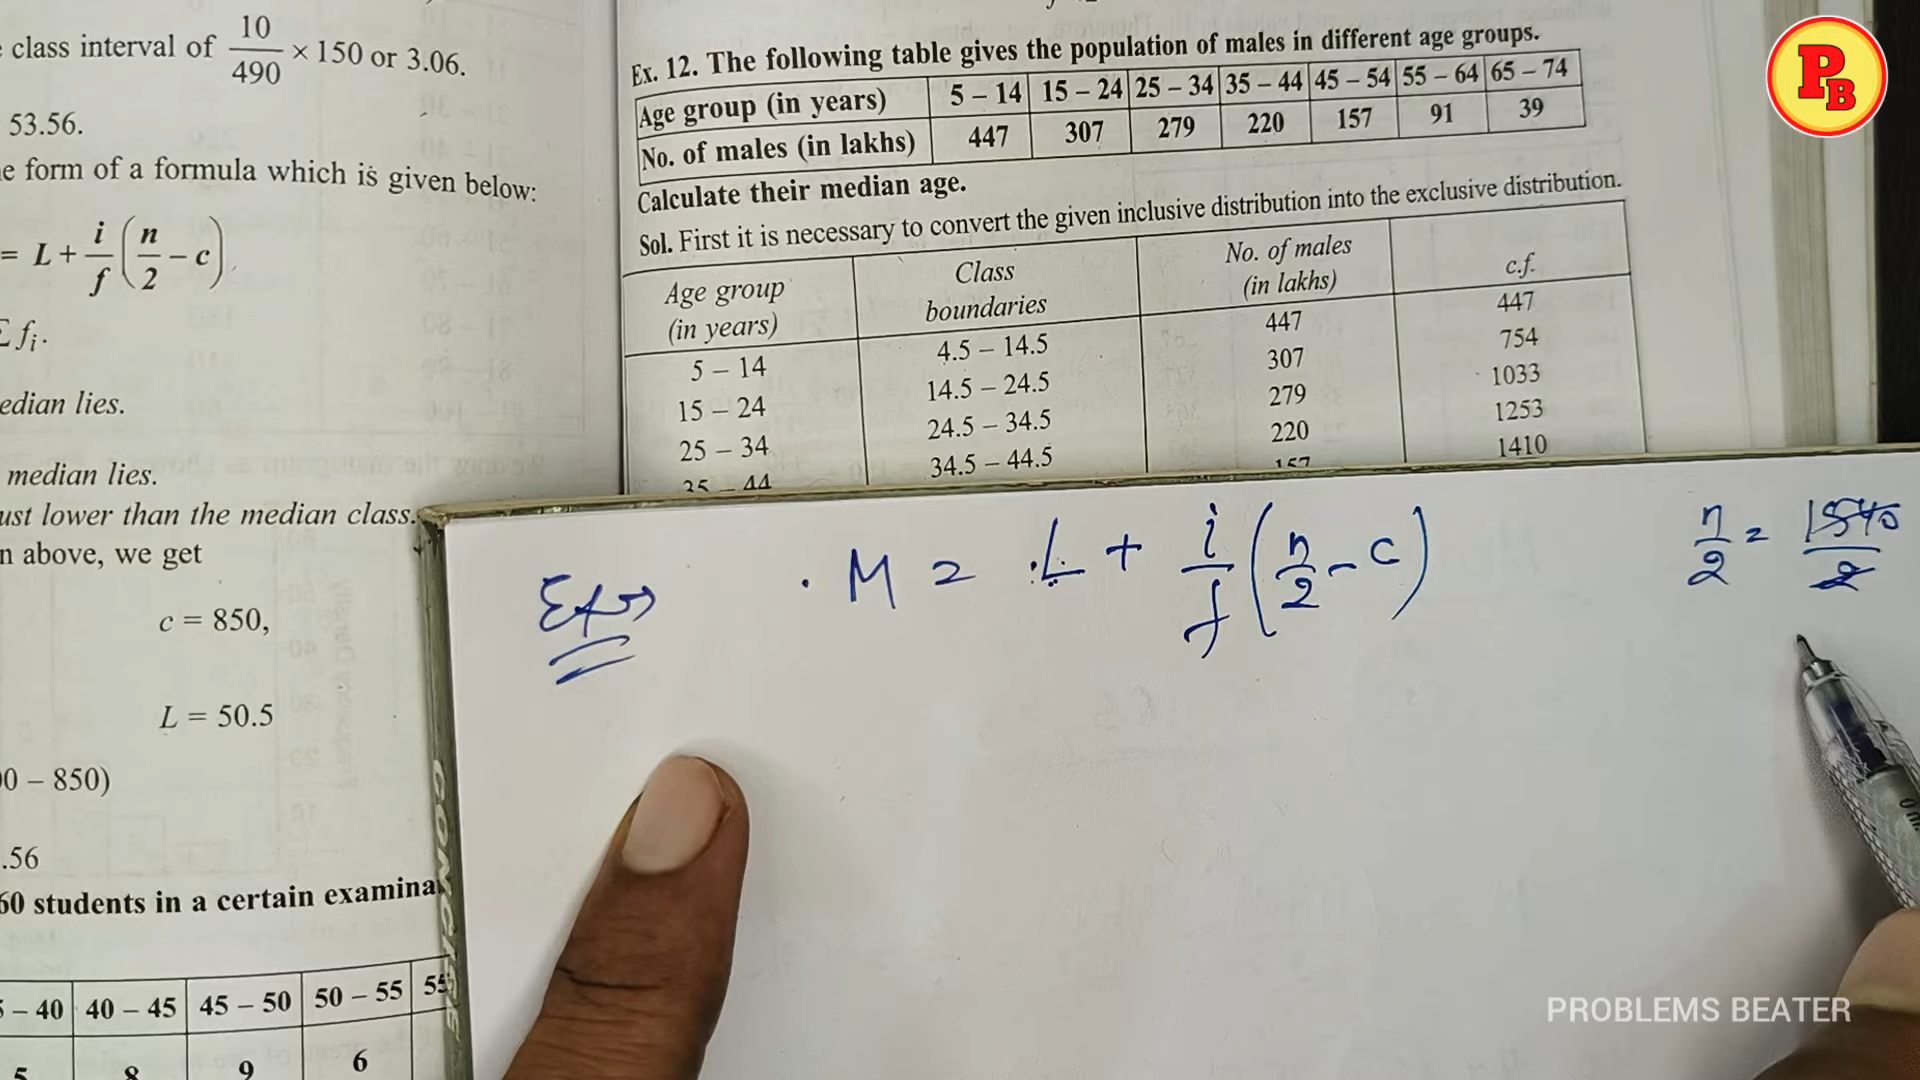 class interval of 10/490 × 150 or 3.06.
53.56.
e form of a formula which is given below:
= L + i/f (n/2 – c)
Σ fi.
edian lies.
median lies.
ust lower than the median class.
n above, we get
c = 850,
L = 50.5
00 – 850)
.56
60 students in a certain examina
5 – 40 40 – 45 45 – 50 50 – 55 55
5 8 9 6
Ex. 12. The following table gives the population of males in different age groups.
Age group (in years) 5 – 14 15 – 24 25 – 34 35 – 44 45 – 54 55 – 64 65 – 74
No. of males (in lakhs) 447 307 279 220 157 91 39
Calculate their median age.
Sol. First it is necessary to convert the given inclusive distribution into the exclusive distribution.
Age group (in years) Class boundaries No. of males (in lakhs) c.f.
5 – 14 4.5 – 14.5 447 447
15 – 24 14.5 – 24.5 307 754
25 – 34 24.5 – 34.5 279 1033
35 – 44 34.5 – 44.5 220 1253
157 1410
M = L + i/f (n/2 – c)
n/2 = 1540/2
CONCISE
PB
PROBLEMS BEATER